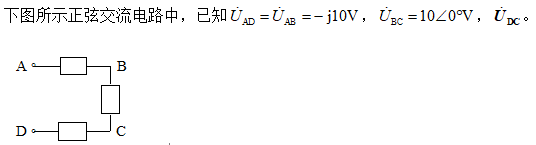 下图所示正弦交流电路中，已知 U̇AD = U̇AB = − j10V， U̇BC = 10∠0°V， U̇DC。
A B
D C